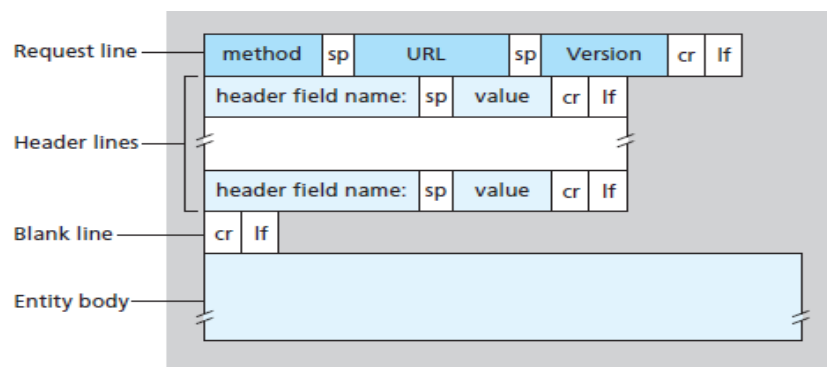 Request line method sp URL sp Version cr lf
header field name: sp value cr lf
Header lines
header field name: sp value cr lf
Blank line cr lf
Entity body